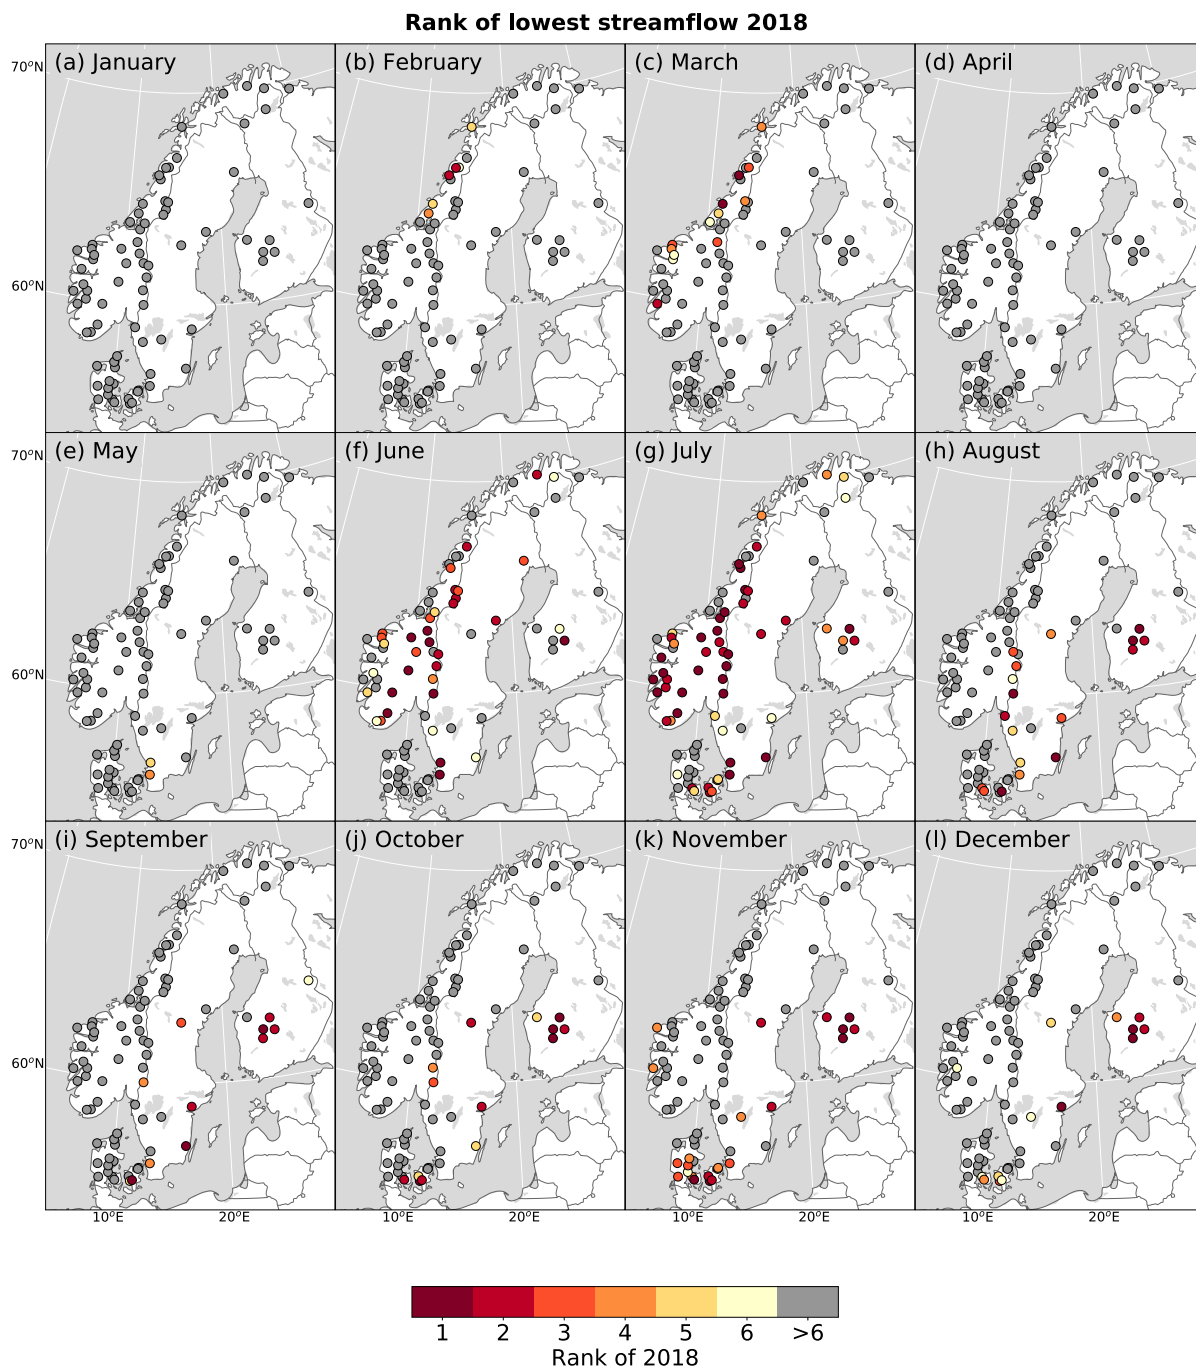 Rank of lowest streamflow 2018
(a) January
(b) February
(c) March
(d) April
70°N
60°N
(e) May
(f) June
(g) July
(h) August
70°N
60°N
(i) September
(j) October
(k) November
(l) December
70°N
60°N
10°E 20°E 10°E 20°E 10°E 20°E 10°E 20°E
1 2 3 4 5 6 >6
Rank of 2018